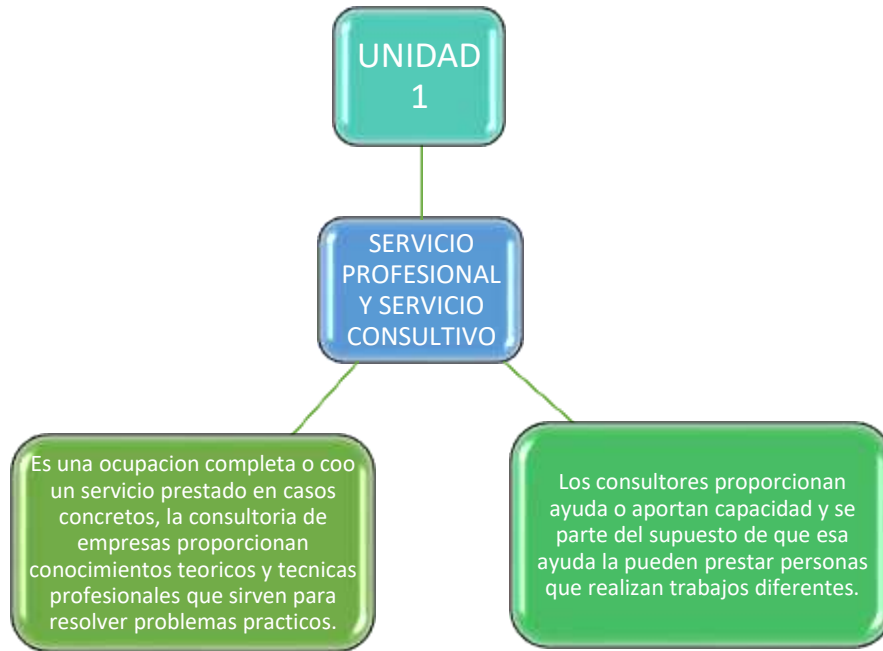 UNIDAD
1
SERVICIO
PROFESIONAL
Y SERVICIO
CONSULTIVO
Es una ocupacion completa o coo
un servicio prestado en casos
concretos, la consultoria de
empresas proporcionan
conocimientos teoricos y tecnicas
profesionales que sirven para
resolver problemas practicos.
Los consultores proporcionan
ayuda o aportan capacidad y se
parte del supuesto de que esa
ayuda la pueden prestar personas
que realizan trabajos diferentes.